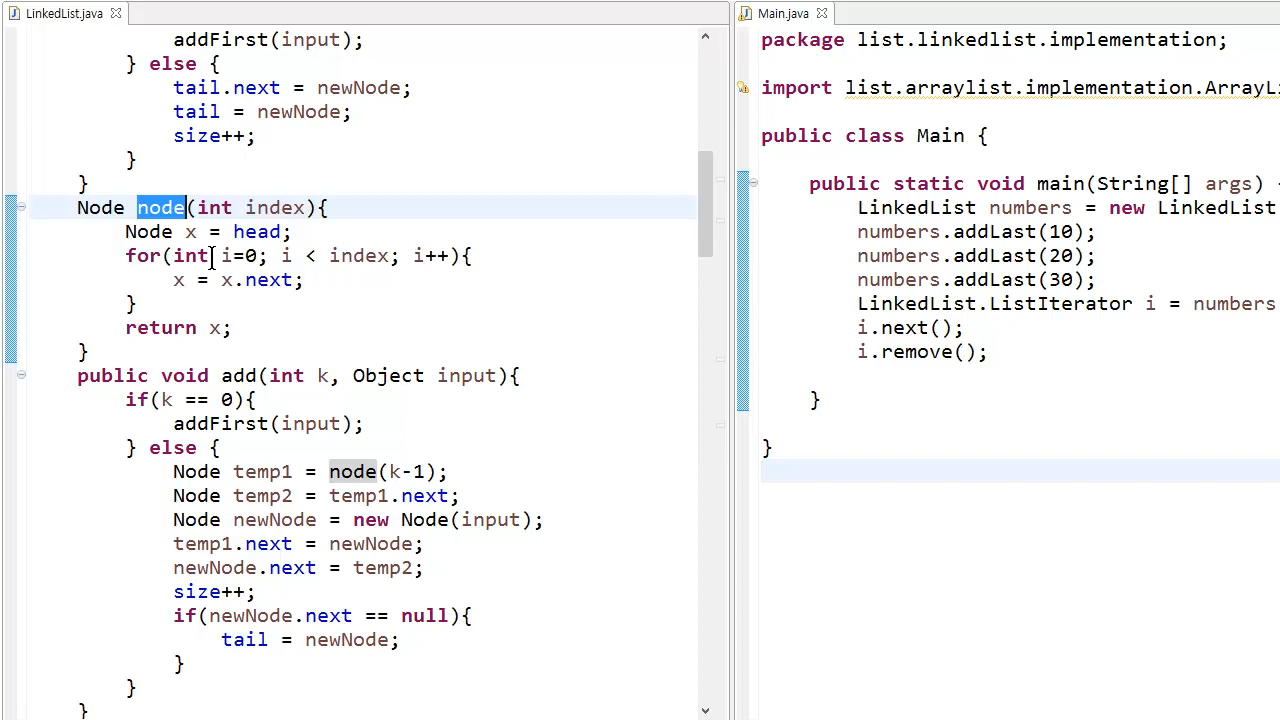 LinkedList.java
addFirst(input);
} else {
tail.next = newNode;
tail = newNode;
size++;
}
}
Node node(int index){
Node x = head;
for(int i=0; i < index; i++){
x = x.next;
}
return x;
}
public void add(int k, Object input){
if(k == 0){
addFirst(input);
} else {
Node temp1 = node(k-1);
Node temp2 = temp1.next;
Node newNode = new Node(input);
temp1.next = newNode;
newNode.next = temp2;
size++;
if(newNode.next == null){
tail = newNode;
}
}
}
Main.java
package list.linkedlist.implementation;
import list.arraylist.implementation.ArrayLi
public class Main {
public static void main(String[] args) {
LinkedList numbers = new LinkedList
numbers.addLast(10);
numbers.addLast(20);
numbers.addLast(30);
LinkedList.ListIterator i = numbers
i.next();
i.remove();
}
}